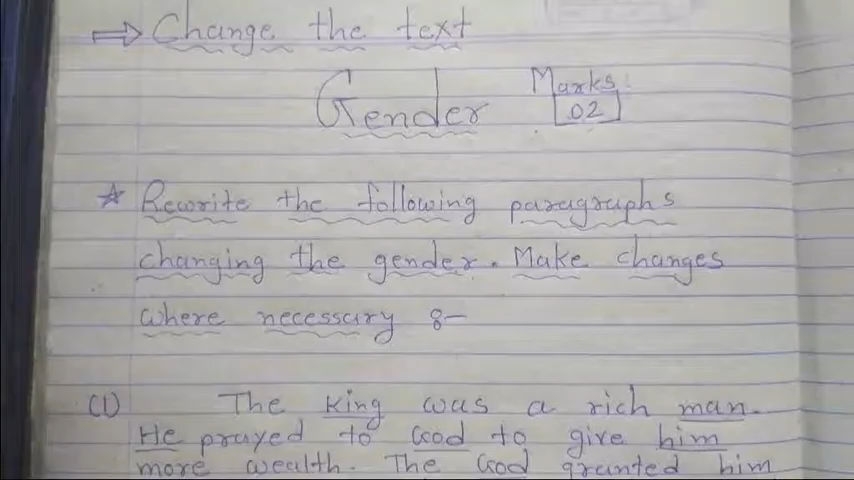 ⇒ Change the text
Gender
Marks:
02
☆ Rewrite the following paragraphs
changing the gender. Make changes
where necessary :-
(1) The King was a rich man.
He prayed to God to give him
more wealth. The God granted him